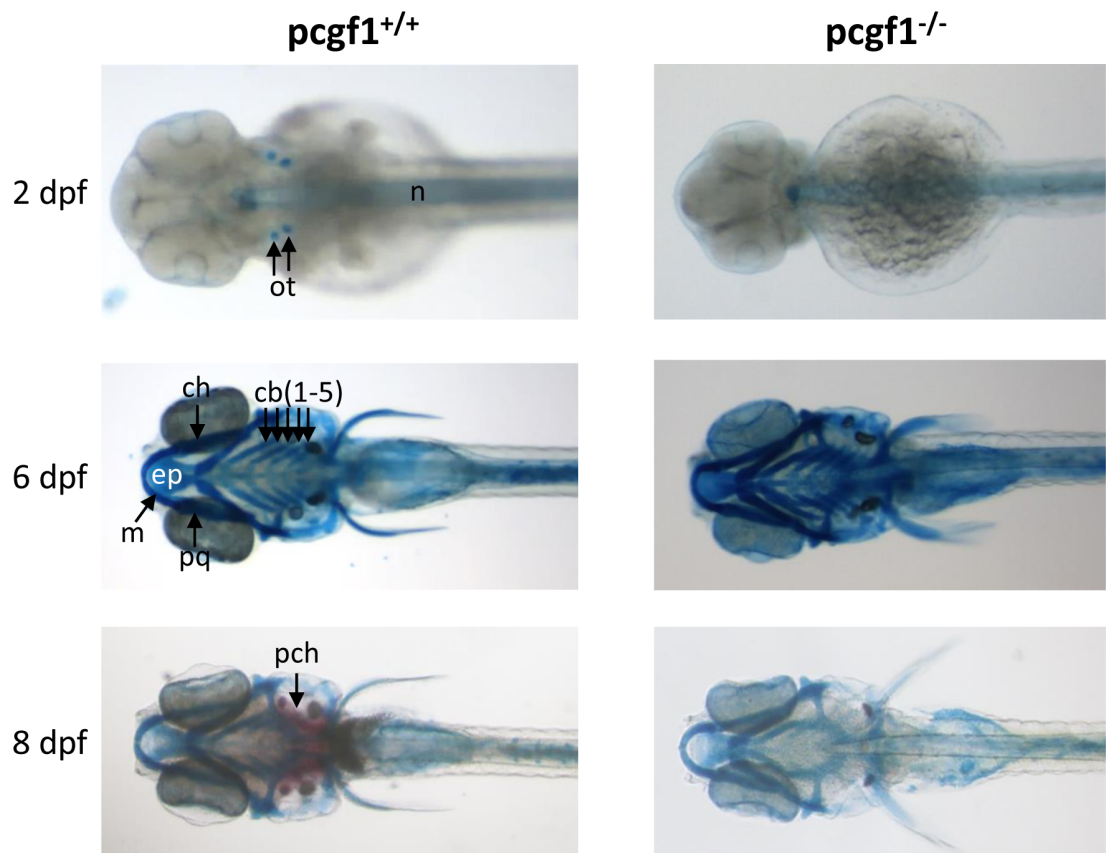 pcgf1+/+
pcgf1-/-
2 dpf
n
ot
6 dpf
ch
cb(1-5)
ep
m
pq
8 dpf
pch